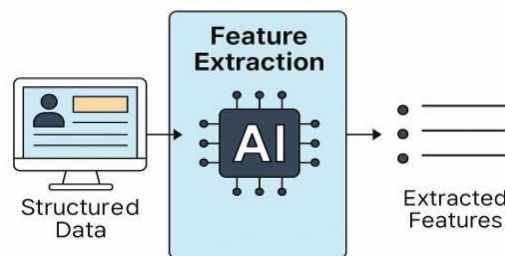 Feature
Extraction
AI
Structured
Data
Extracted
Features